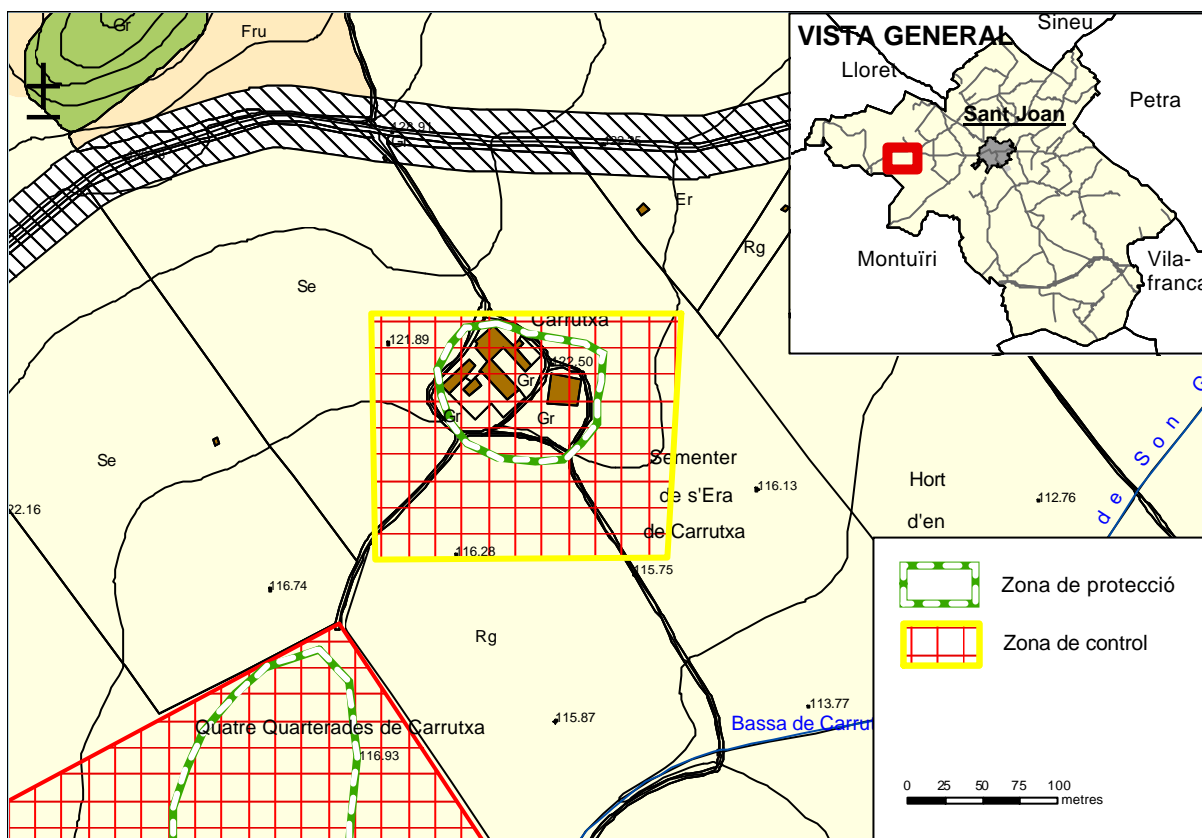 Gr
Fru
VISTA GENERAL
Sineu
Lloret
Petra
Sant Joan
Montuïri
Vila-
franca
Gr
Er
Rg
Se
Carrutxa
121.89
122.50
Gr
Gr
Gr
Se
Sementer
de s'Era
de Carrutxa
116.13
Hort
d'en
112.76
de Son G
22.16
116.28
115.75
116.74
Rg
Zona de protecció
Zona de control
Quatre Quarterades de Carrutxa
116.93
115.87
113.77
Bassa de Carrut
0 25 50 75 100
metres